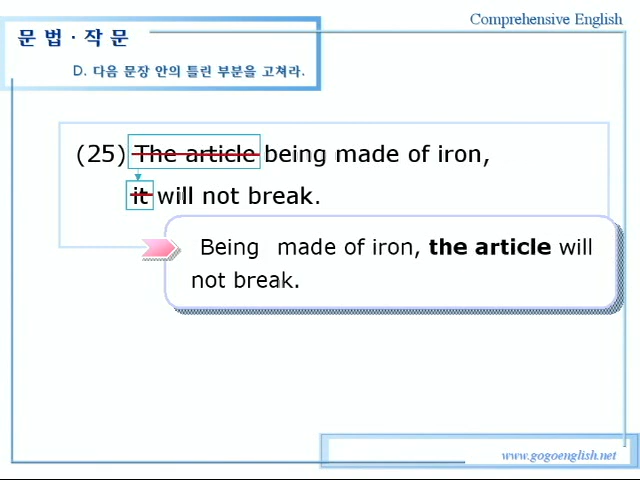 Comprehensive English
문 법 · 작 문
D. 다음 문장 안의 틀린 부분을 고쳐라.
(25) The article being made of iron,
it will not break.
Being made of iron, the article will
not break.
www.gogoenglish.net